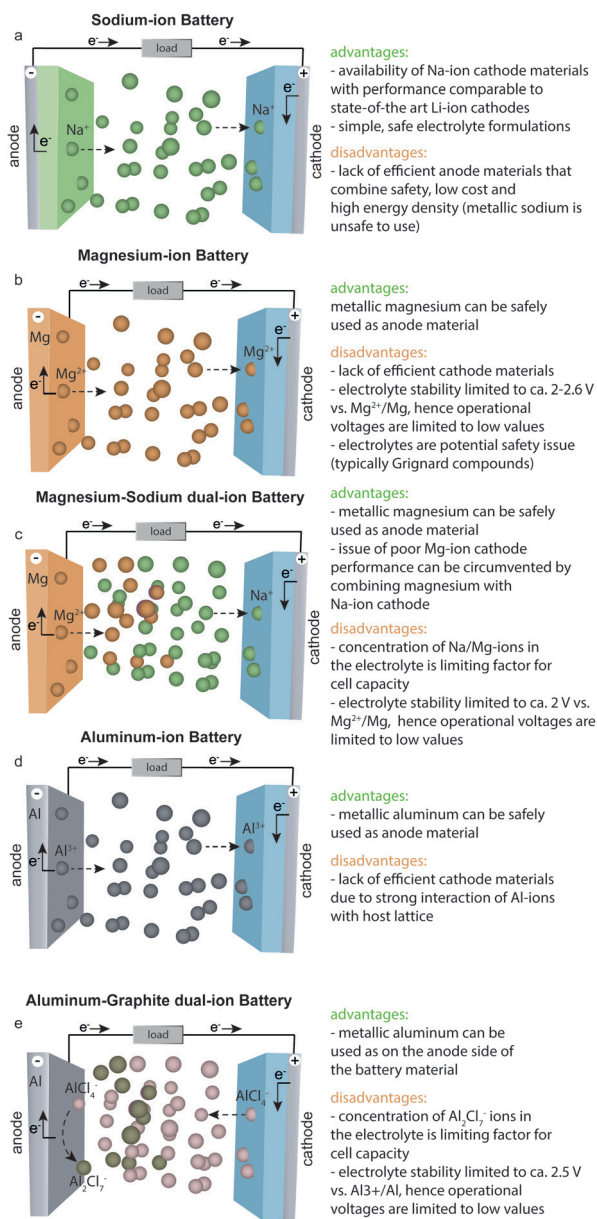 Sodium-ion Battery
a
e⁻
load
e⁻
-
+
Na⁺
Na⁺
e⁻
e⁻
anode
cathode
advantages:
- availability of Na-ion cathode materials
with performance comparable to
state-of-the art Li-ion cathodes
- simple, safe electrolyte formulations
disadvantages:
- lack of efficient anode materials that
combine safety, low cost and
high energy density (metallic sodium is
unsafe to use)
Magnesium-ion Battery
b
e⁻
load
e⁻
-
+
Mg
Mg²⁺
Mg²⁺
e⁻
e⁻
anode
cathode
advantages:
metallic magnesium can be safely
used as anode material
disadvantages:
- lack of efficient cathode materials
- electrolyte stability limited to ca. 2-2.6 V
vs. Mg²⁺/Mg, hence operational
voltages are limited to low values
- electrolytes are potential safety issue
(typically Grignard compounds)
Magnesium-Sodium dual-ion Battery
c
e⁻
load
e⁻
-
+
Mg
Mg²⁺
Na⁺
e⁻
e⁻
anode
cathode
advantages:
- metallic magnesium can be safely
used as anode material
- issue of poor Mg-ion cathode
performance can be circumvented by
combining magnesium with
Na-ion cathode
disadvantages:
- concentration of Na/Mg-ions in
the electrolyte is limiting factor for
cell capacity
- electrolyte stability limited to ca. 2 V vs.
Mg²⁺/Mg, hence operational voltages are
limited to low values
Aluminum-ion Battery
d
e⁻
load
e⁻
-
+
Al
Al³⁺
Al³⁺
e⁻
e⁻
anode
cathode
advantages:
- metallic aluminum can be safely
used as anode material
disadvantages:
- lack of efficient cathode materials
due to strong interaction of Al-ions
with host lattice
Aluminum-Graphite dual-ion Battery
e
e⁻
load
e⁻
-
+
Al
AlCl₄⁻
AlCl₄⁻
e⁻
e⁻
Al₂Cl₇⁻
anode
cathode
advantages:
- metallic aluminum can be
used as on the anode side of
the battery material
disadvantages:
- concentration of Al₂Cl₇⁻ ions in
the electrolyte is limiting factor for
cell capacity
- electrolyte stability limited to ca. 2.5 V
vs. Al3+/Al, hence operational
voltages are limited to low values